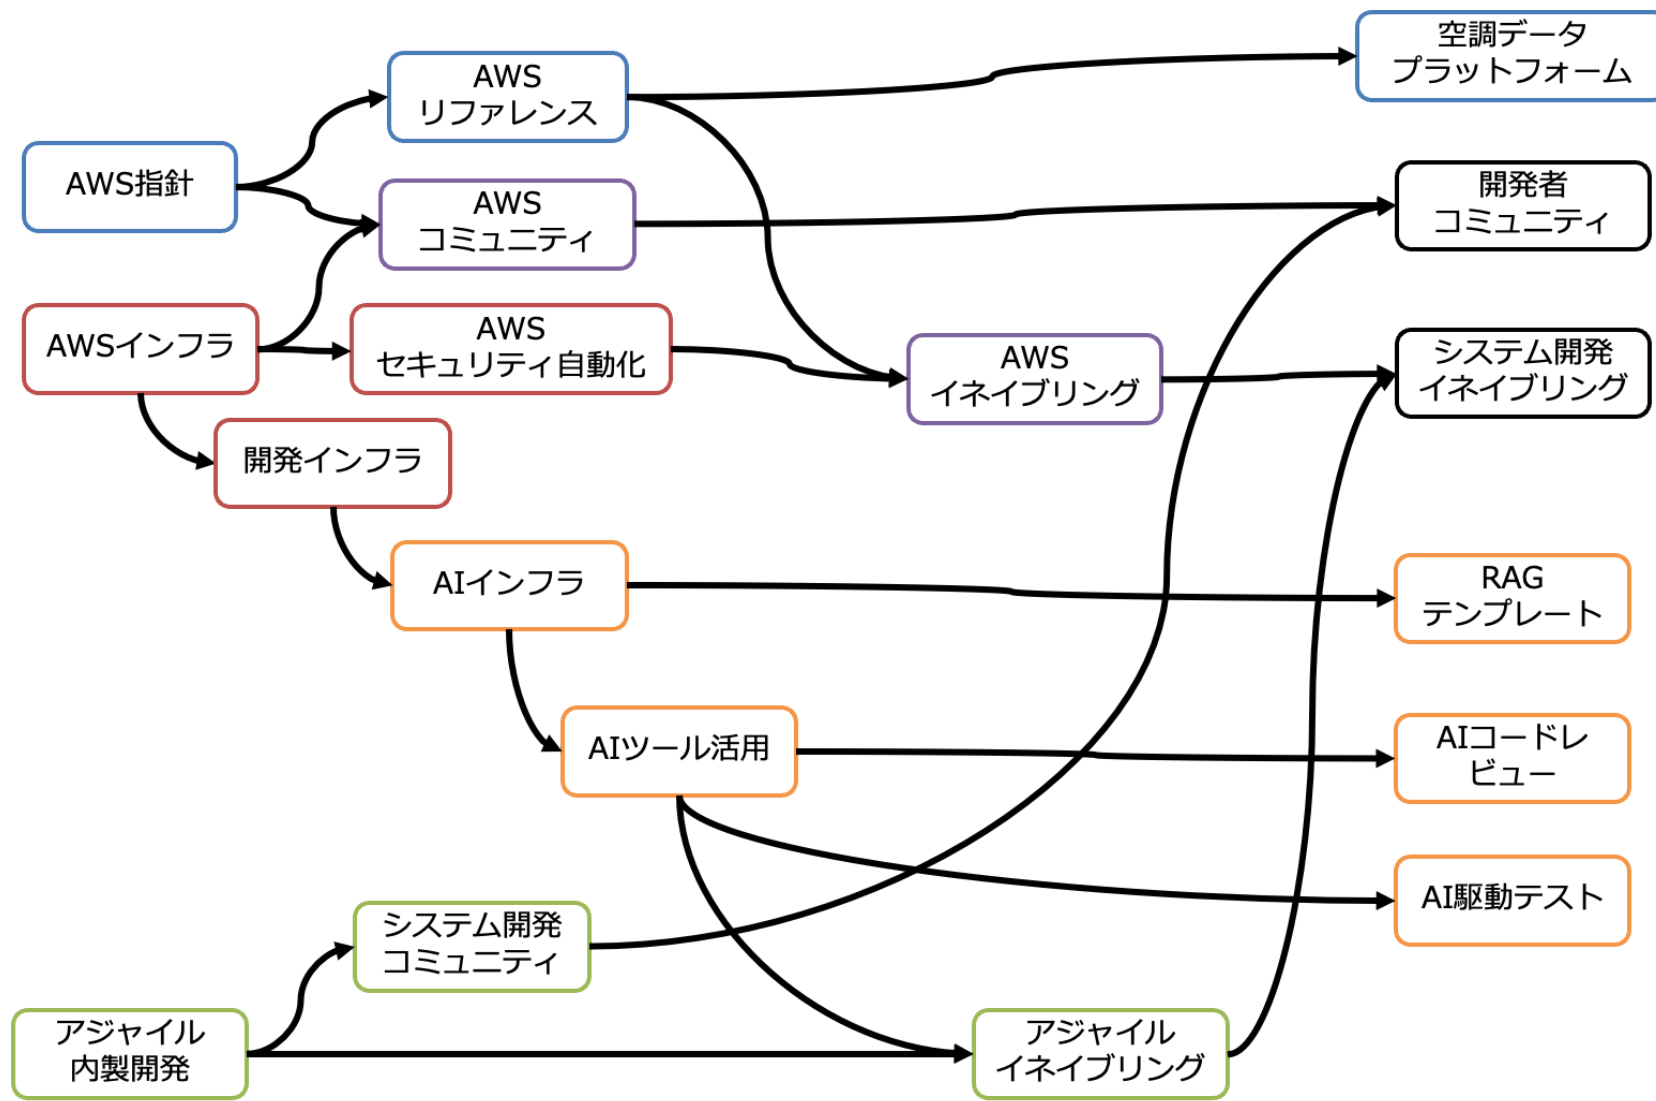 空調データ
プラットフォーム
AWS
リファレンス
開発者
コミュニティ
AWS指針
AWS
コミュニティ
AWSインフラ
AWS
セキュリティ自動化
AWS
イネイブリング
システム開発
イネイブリング
開発インフラ
AIインフラ
RAG
テンプレート
AIツール活用
AIコードレ
ビュー
AI駆動テスト
システム開発
コミュニティ
アジャイル
内製開発
アジャイル
イネイブリング